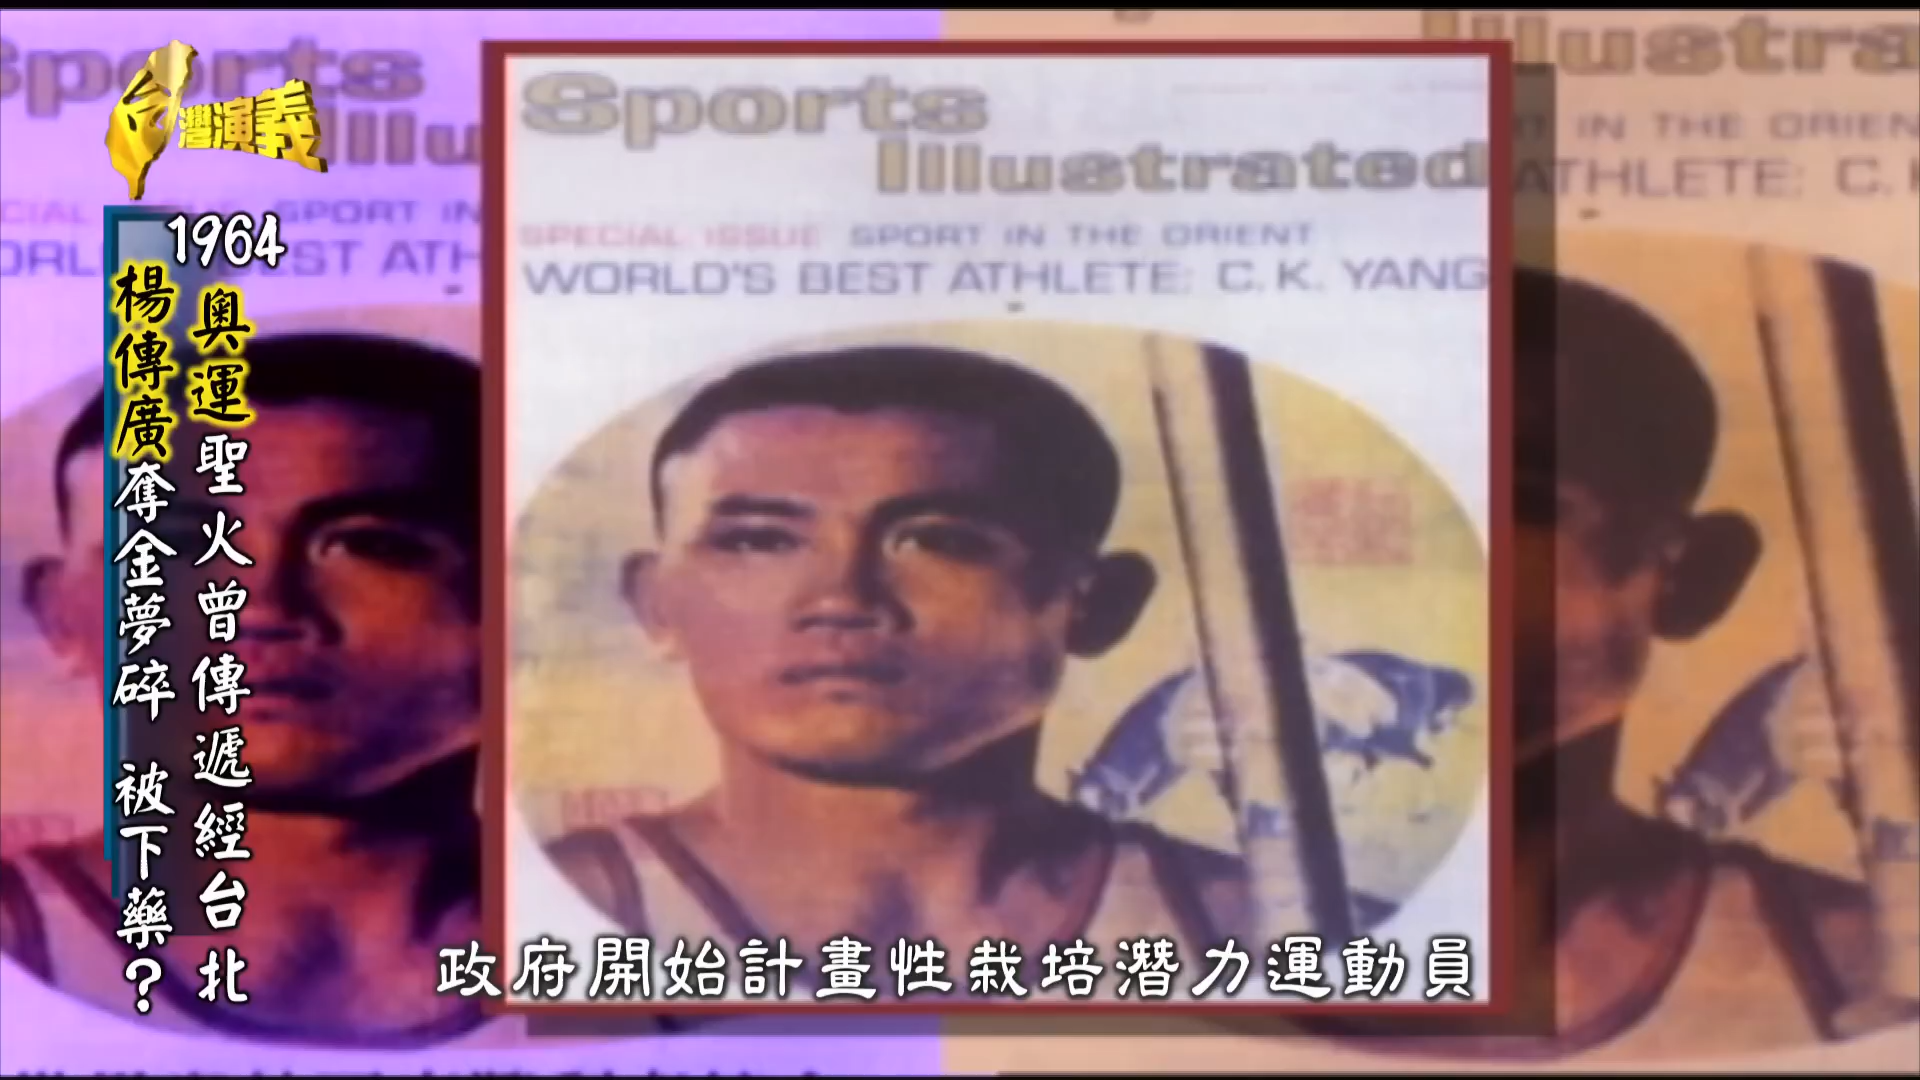 台灣演義
1964
奧運聖火曾傳遞經台北
楊傳廣奪金夢碎 被下藥?
Sports
Illustrated
SPECIAL ISSUE SPORT IN THE ORIENT
WORLD'S BEST ATHLETE: C.K. YANG
政府開始計畫性栽培潛力運動員